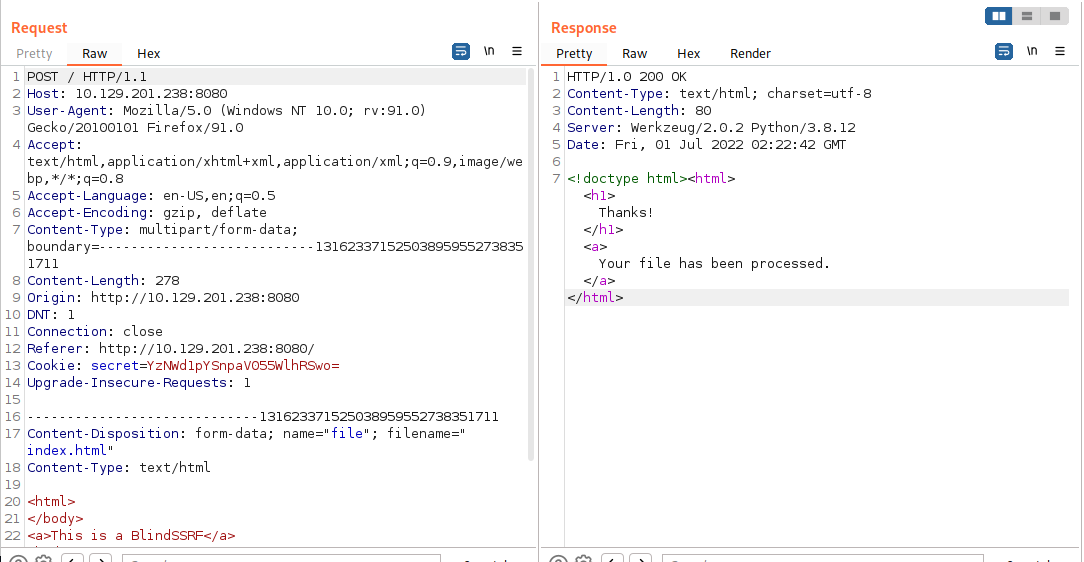 Request
Response
Pretty Raw Hex \n
Pretty Raw Hex Render \n
1 POST / HTTP/1.1
2 Host: 10.129.201.238:8080
3 User-Agent: Mozilla/5.0 (Windows NT 10.0; rv:91.0)
Gecko/20100101 Firefox/91.0
4 Accept:
text/html,application/xhtml+xml,application/xml;q=0.9,image/we
bp,*/*;q=0.8
5 Accept-Language: en-US,en;q=0.5
6 Accept-Encoding: gzip, deflate
7 Content-Type: multipart/form-data;
boundary=---------------------------13162337152503895955273835
1711
8 Content-Length: 278
9 Origin: http://10.129.201.238:8080
10 DNT: 1
11 Connection: close
12 Referer: http://10.129.201.238:8080/
13 Cookie: secret=YzNWd1pYSnpaV055WlhRSwo=
14 Upgrade-Insecure-Requests: 1
15
16 -----------------------------131623371525038959552738351711
17 Content-Disposition: form-data; name="file"; filename="
index.html"
18 Content-Type: text/html
19
20 <html>
21 </body>
22 <a>This is a BlindSSRF</a>
1 HTTP/1.0 200 OK
2 Content-Type: text/html; charset=utf-8
3 Content-Length: 80
4 Server: Werkzeug/2.0.2 Python/3.8.12
5 Date: Fri, 01 Jul 2022 02:22:42 GMT
6
7 <!doctype html><html>
<h1>
Thanks!
</h1>
<a>
Your file has been processed.
</a>
</html>